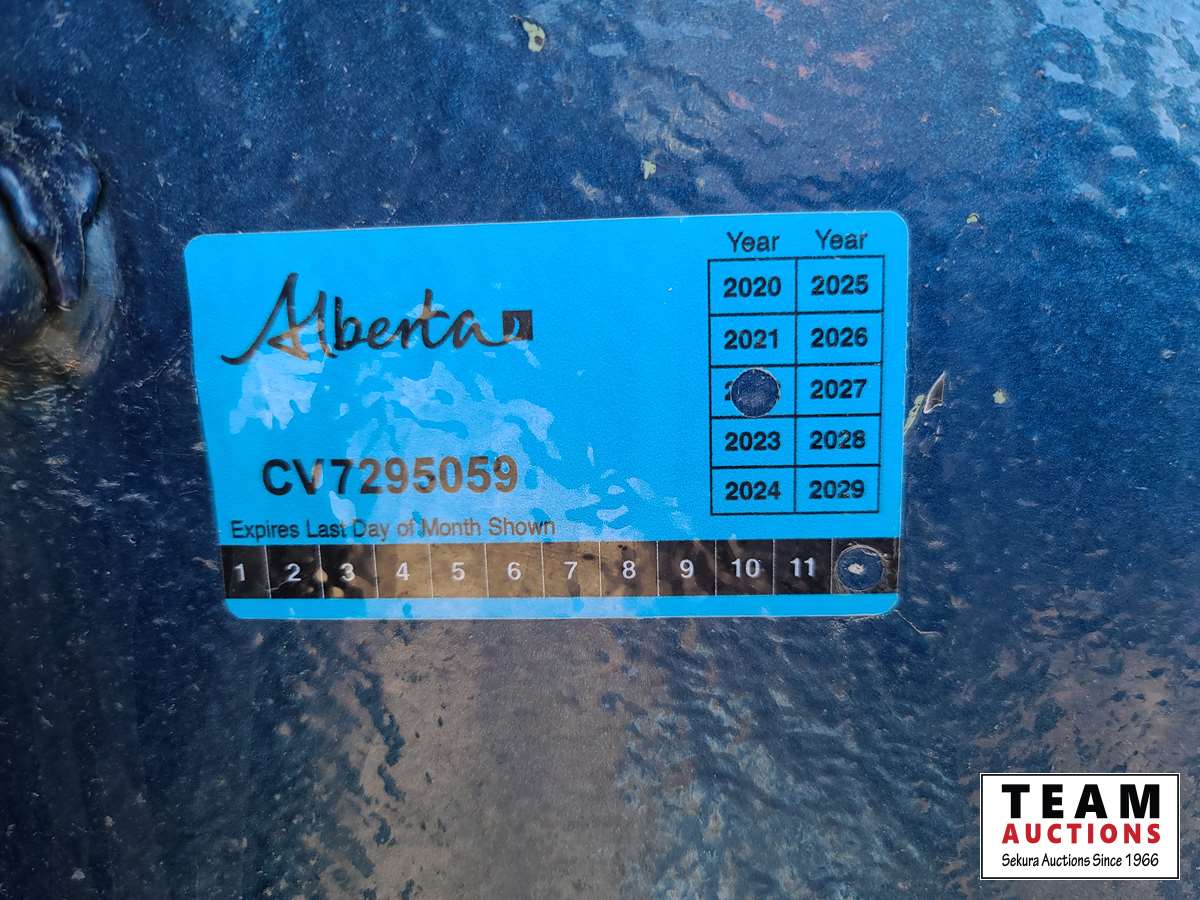 Year Year
2020 2025
2021 2026
2027
2023 2028
2024 2029
Alberta
CV7295059
Expires Last Day of Month Shown
1 2 3 4 5 6 7 8 9 10 11
TEAM
AUCTIONS
Sekura Auctions Since 1966